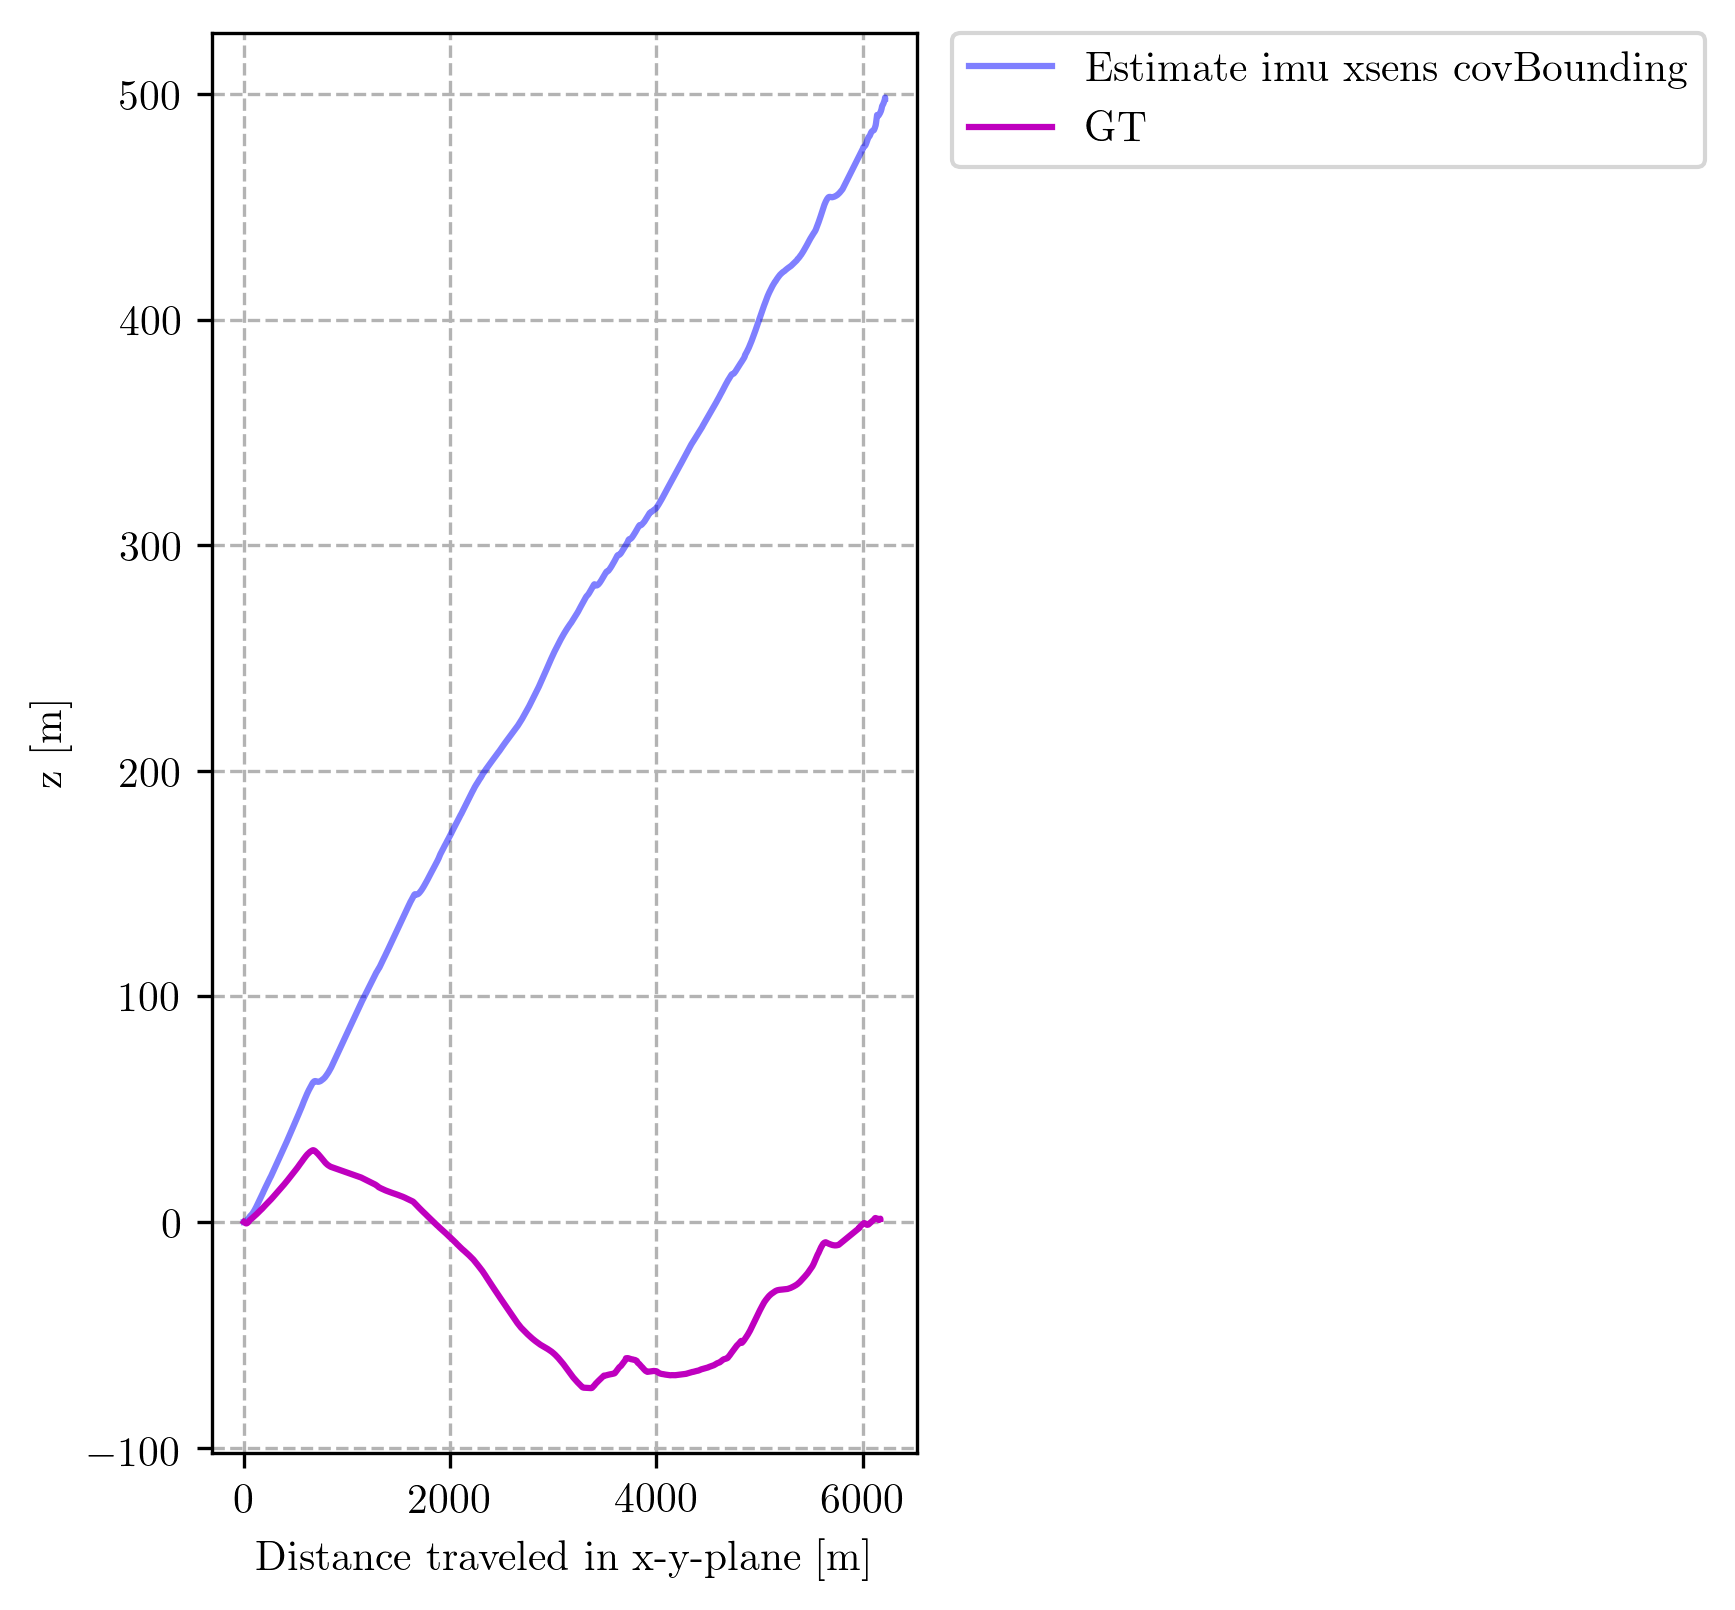 Estimate imu xsens covBounding
GT
500
400
300
200
100
0
−100
z [m]
0 2000 4000 6000
Distance traveled in x-y-plane [m]